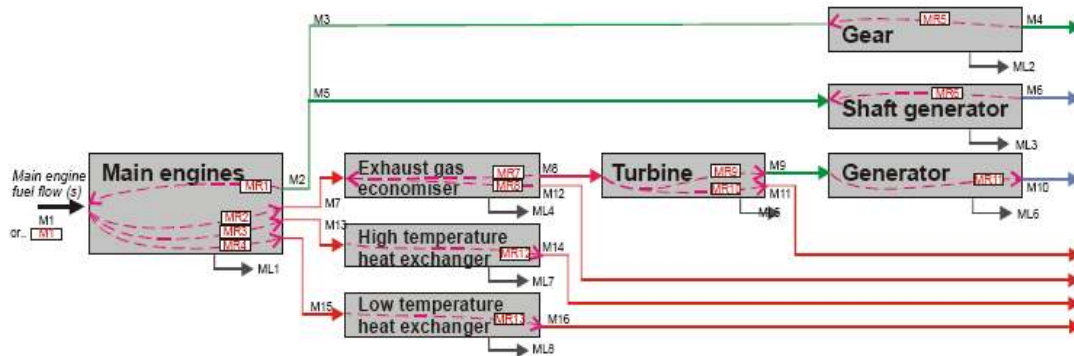 M3
MR5
M4
Gear
ML2
M5
MR6
M6
Shaft generator
ML3
Main engine
fuel flow (s)
M1
or.. M1
Main engines
MR1
M2
MR2
MR3
MR4
ML1
M7
Exhaust gas
economiser
MR7
MR8
M8
M12
ML4
Turbine
MR9
MR10
M9
M11
Generator
MR11
M10
ML6
M13
High temperature
heat exchanger
MR12
M14
ML7
M15
Low temperature
heat exchanger
MR13
M16
ML8